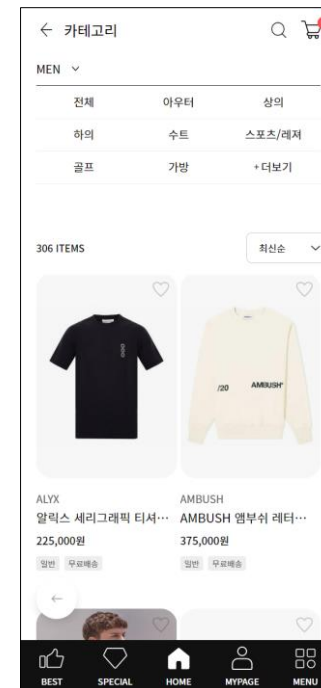 카테고리
MEN
전체 아우터 상의
하의 수트 스포츠/레져
골프 가방 +더보기
306 ITEMS 최신순
/20 AMBUSH®
ALYX AMBUSH
알릭스 세리그래픽 티셔… AMBUSH 앰부쉬 레터…
225,000원 375,000원
일반 무료배송 일반 무료배송
BEST SPECIAL HOME MYPAGE MENU